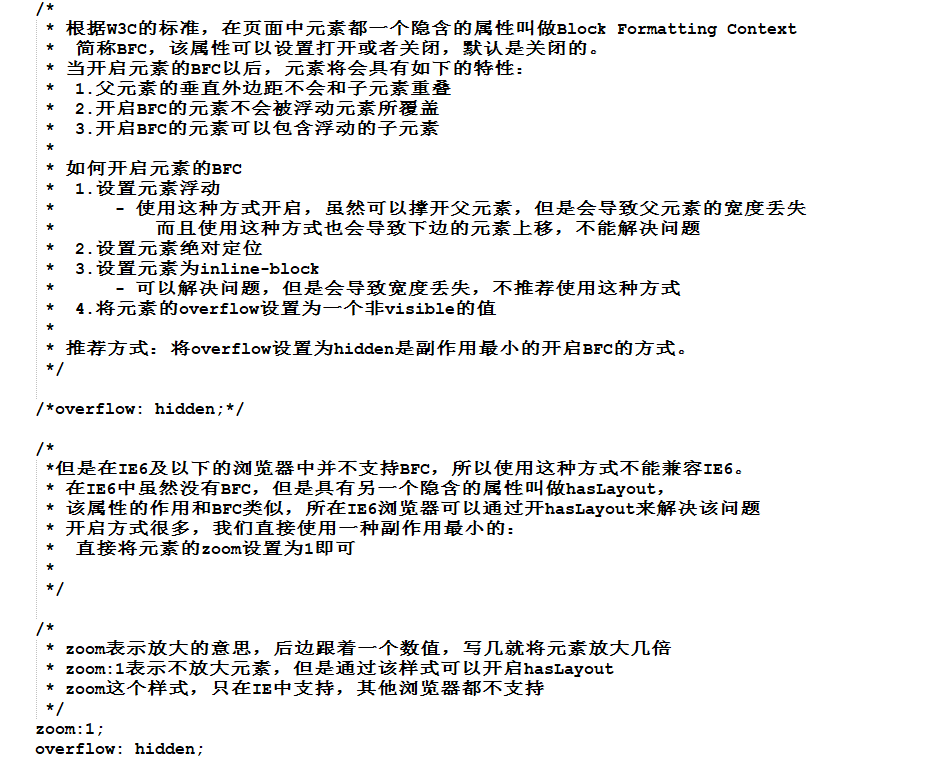 /*
* 根据W3C的标准，在页面中元素都一个隐含的属性叫做Block Formatting Context
* 简称BFC，该属性可以设置打开或者关闭，默认是关闭的。
* 当开启元素的BFC以后，元素将会具有如下的特性：
* 1.父元素的垂直外边距不会和子元素重叠
* 2.开启BFC的元素不会被浮动元素所覆盖
* 3.开启BFC的元素可以包含浮动的子元素
*
* 如何开启元素的BFC
* 1.设置元素浮动
* - 使用这种方式开启，虽然可以撑开父元素，但是会导致父元素的宽度丢失
* 而且使用这种方式也会导致下边的元素上移，不能解决问题
* 2.设置元素绝对定位
* 3.设置元素为inline-block
* - 可以解决问题，但是会导致宽度丢失，不推荐使用这种方式
* 4.将元素的overflow设置为一个非visible的值
*
* 推荐方式：将overflow设置为hidden是副作用最小的开启BFC的方式。
*/
/*overflow: hidden;*/
/*
*但是在IE6及以下的浏览器中并不支持BFC，所以使用这种方式不能兼容IE6。
* 在IE6中虽然没有BFC，但是具有另一个隐含的属性叫做hasLayout，
* 该属性的作用和BFC类似，所在IE6浏览器可以通过开hasLayout来解决该问题
* 开启方式很多，我们直接使用一种副作用最小的：
* 直接将元素的zoom设置为1即可
*
*/
/*
* zoom表示放大的意思，后边跟着一个数值，写几就将元素放大几倍
* zoom:1表示不放大元素，但是通过该样式可以开启hasLayout
* zoom这个样式，只在IE中支持，其他浏览器都不支持
*/
zoom:1;
overflow: hidden;